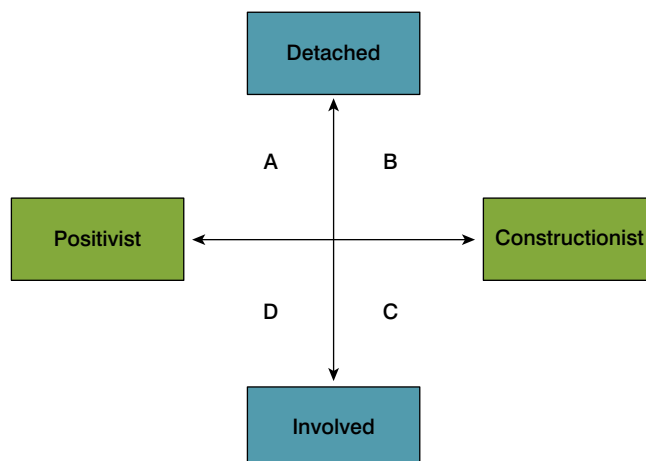 Detached
A
B
Positivist
Constructionist
D
C
Involved